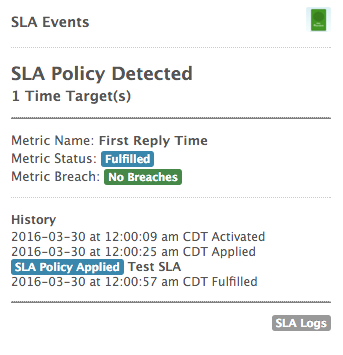 SLA Events
SLA Policy Detected
1 Time Target(s)
Metric Name: First Reply Time
Metric Status: Fulfilled
Metric Breach: No Breaches
History
2016-03-30 at 12:00:09 am CDT Activated
2016-03-30 at 12:00:25 am CDT Applied
SLA Policy Applied Test SLA
2016-03-30 at 12:00:57 am CDT Fulfilled
SLA Logs